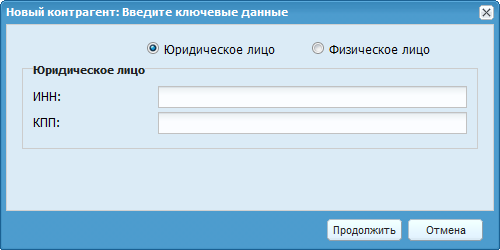 Новый контрагент: Введите ключевые данные
Юридическое лицо Физическое лицо
Юридическое лицо
ИНН:
КПП:
Продолжить Отмена